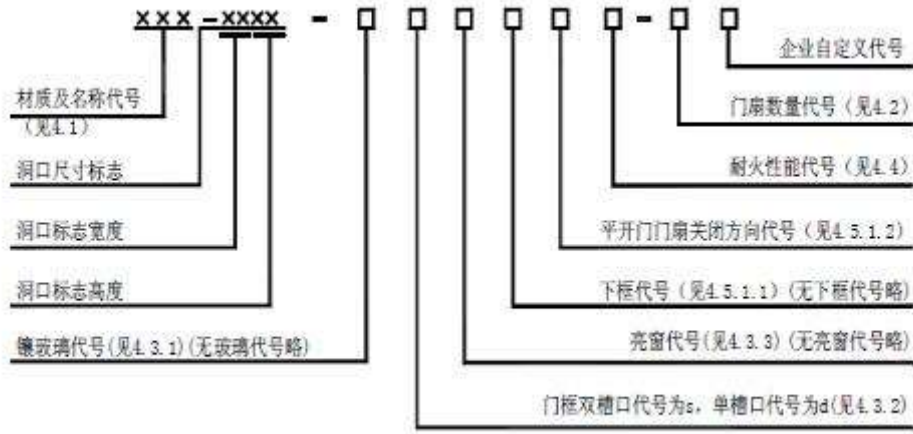 ×××-××××-□□□□□□-□□
企业自定义代号
材质及名称代号
(见4.1)
门扇数量代号(见4.2)
洞口尺寸标志
耐火性能代号(见4.4)
洞口标志宽度
平开门门扇关闭方向代号(见4.5.1.2)
洞口标志高度
下框代号(见4.5.1.1)(无下框代号略)
镶玻璃代号(见4.3.1)(无玻璃代号略)
亮窗代号(见4.3.3)(无亮窗代号略)
门框双槽口代号为s,单槽口代号为d(见4.3.2)